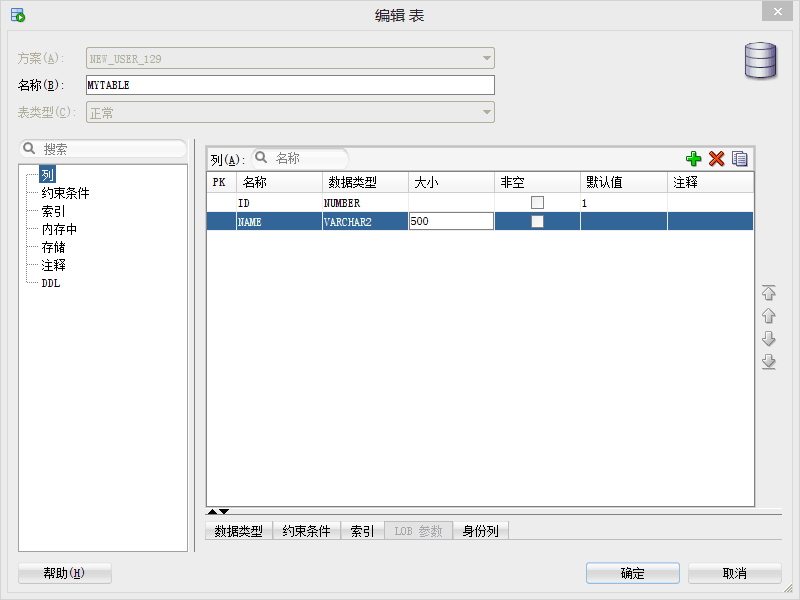 编辑 表
方案(A): NEW_USER_129
名称(B): MYTABLE
表类型(C): 正常
搜索
列
约束条件
索引
内存中
存储
注释
DDL
列(A): 名称
PK 名称 数据类型 大小 非空 默认值 注释
ID NUMBER 1
NAME VARCHAR2 500
数据类型 约束条件 索引 LOB 参数 身份列
帮助(H) 确定 取消